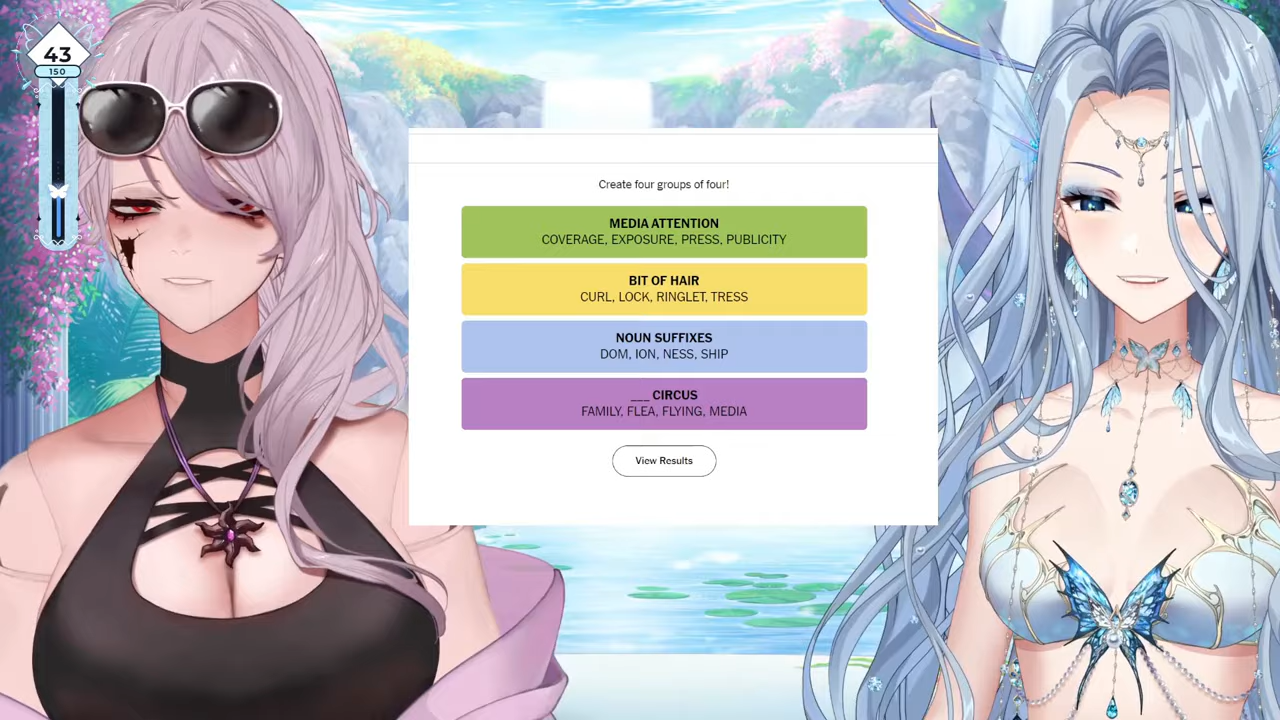 43
150
Create four groups of four!
MEDIA ATTENTION
COVERAGE, EXPOSURE, PRESS, PUBLICITY
BIT OF HAIR
CURL, LOCK, RINGLET, TRESS
NOUN SUFFIXES
DOM, ION, NESS, SHIP
___ CIRCUS
FAMILY, FLEA, FLYING, MEDIA
View Results